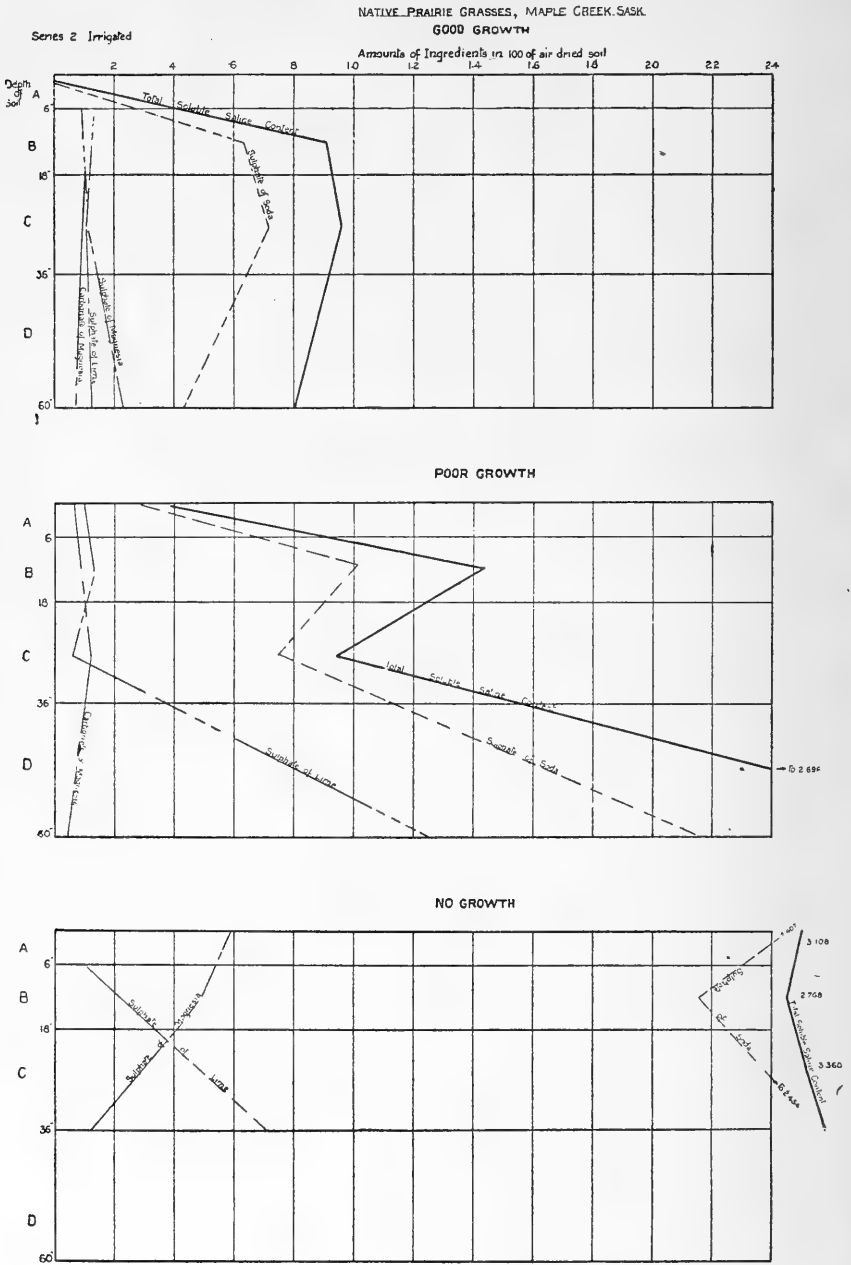 NATIVE PRAIRIE GRASSES, MAPLE CREEK. SASK.
GOOD GROWTH
Series 2 Irrigated
Amounts of Ingredients in 100 of air dried soil
2 4 6 8 1.0 1.2 1.4 1.6 1.8 2.0 2.2 2.4
Depth
of
Soil
A
6"
B
18"
C
36"
D
60"
Total Soluble Saline Content
Sulphate of Soda
Carbonate of Magnesia
Sulphate of Lime
Sulphate of Magnesia
POOR GROWTH
A
6
B
18
C
36
D
60"
Total Soluble Saline Content
Sulphate of Soda
Sulphate of Lime
Carbonate of
To 2.696
NO GROWTH
A
6"
B
18"
C
36"
D
60"
Sulphate of Magnesia
Sulphate of Lime
of Soda
To 2.484
3.108
2.768
3.360
Total Soluble Saline Content